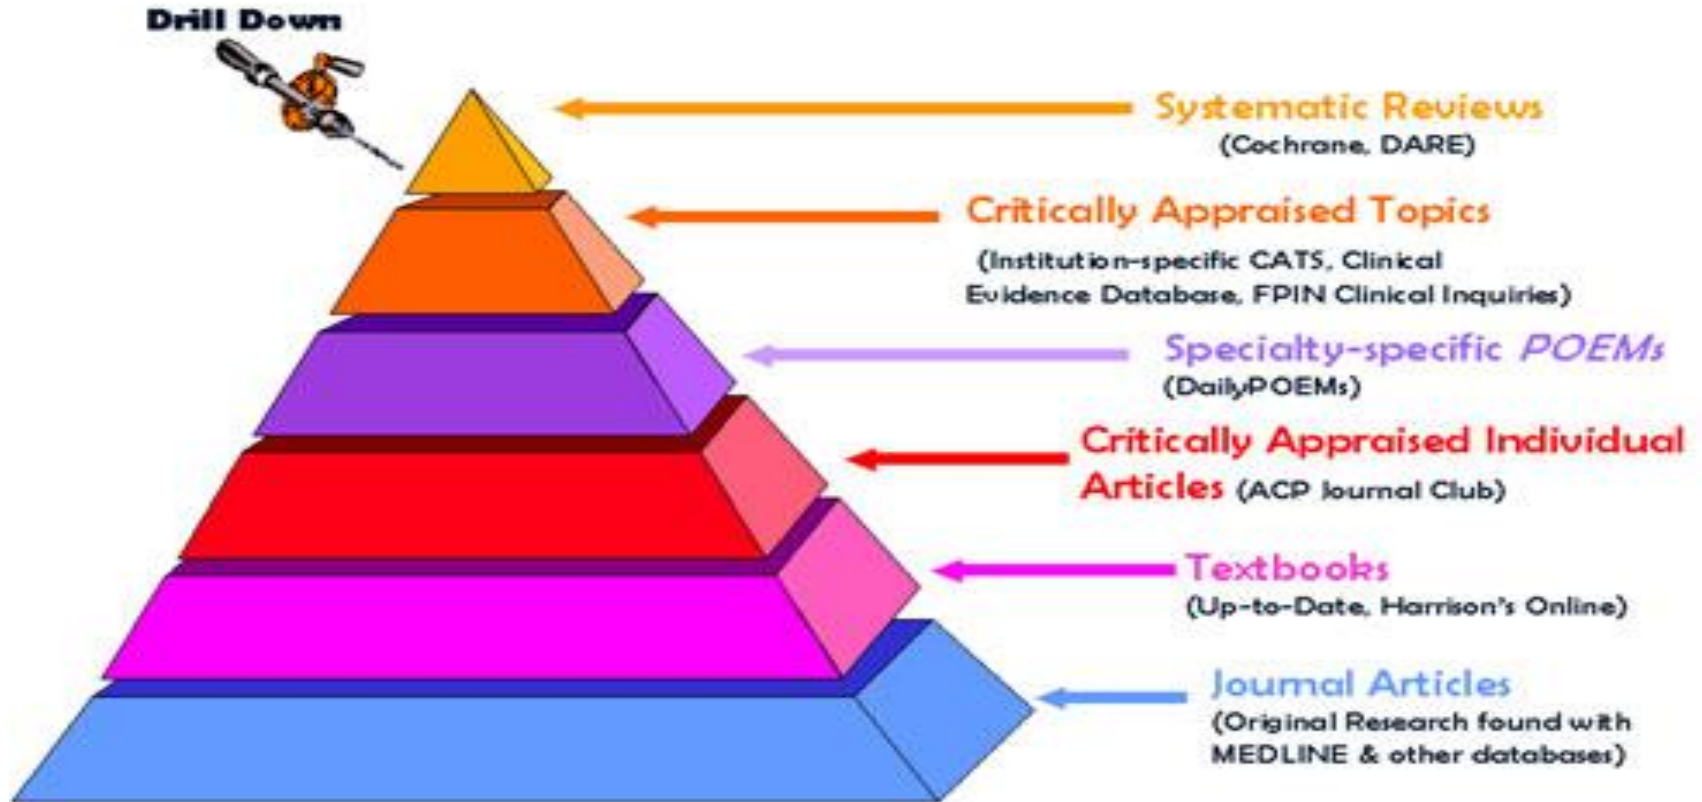 Drill Down
Systematic Reviews
(Cochrane, DARE)
Critically Appraised Topics
(Institution-specific CATS, Clinical
Evidence Database, FPIN Clinical Inquiries)
Specialty-specific POEMs
(DailyPOEMs)
Critically Appraised Individual
Articles (ACP Journal Club)
Textbooks
(Up-to-Date, Harrison's Online)
Journal Articles
(Original Research found with
MEDLINE & other databases)